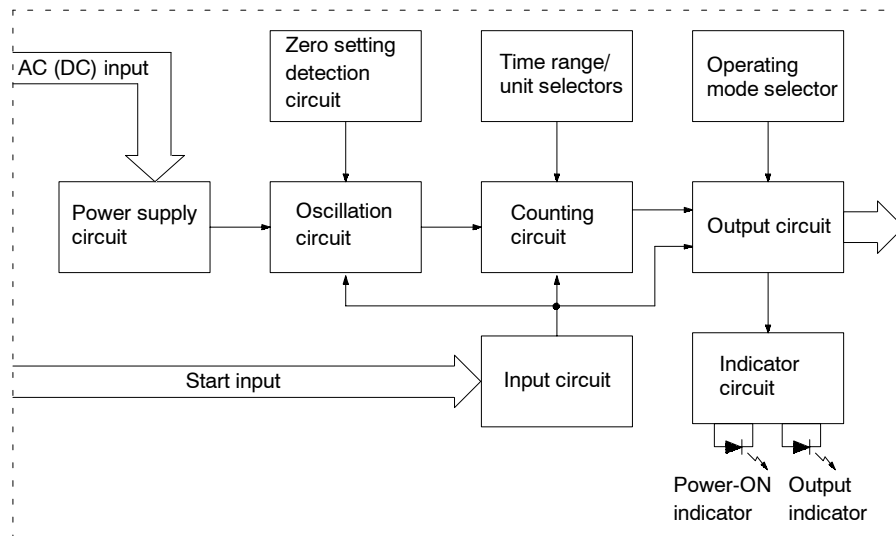 AC (DC) input
Zero setting
detection
circuit
Time range/
unit selectors
Operating
mode selector
Power supply
circuit
Oscillation
circuit
Counting
circuit
Output circuit
Start input
Input circuit
Indicator
circuit
Power-ON
indicator
Output
indicator